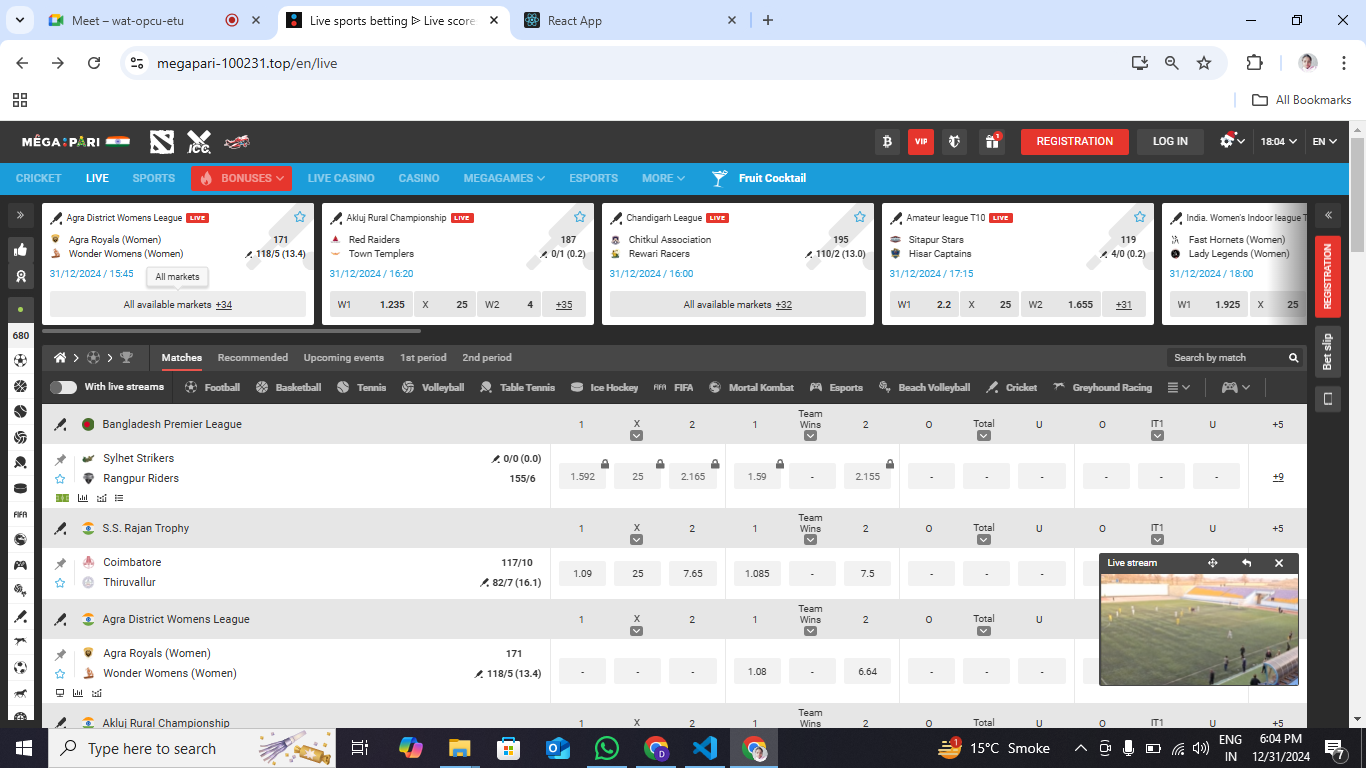 Meet – wat-opcu-etu
Live sports betting ᐉ Live score
React App
megapari-100231.top/en/live
All Bookmarks
MEGAPARI
JCC
VIP
1
REGISTRATION
LOG IN
18:04
EN
CRICKET LIVE SPORTS BONUSES LIVE CASINO CASINO MEGAGAMES ESPORTS MORE Fruit Cocktail
Agra District Womens League LIVE
Agra Royals (Women) 171
Wonder Womens (Women) 118/5 (13.4)
31/12/2024 / 15:45
All markets
All available markets +34
Akluj Rural Championship LIVE
Red Raiders 187
Town Templers 0/1 (0.2)
31/12/2024 / 16:20
W1 1.235 X 25 W2 4 +35
Chandigarh League LIVE
Chitkul Association 195
Rewari Racers 110/2 (13.0)
31/12/2024 / 16:00
All available markets +32
Amateur league T10 LIVE
Sitapur Stars 119
Hisar Captains 4/0 (0.2)
31/12/2024 / 17:15
W1 2.2 X 25 W2 1.655 +31
India. Women's Indoor league T
Fast Hornets (Women)
Lady Legends (Women)
31/12/2024 / 18:00
W1 1.925 X 25
REGISTRATION
Bet slip
680
FIFA
Matches Recommended Upcoming events 1st period 2nd period
Search by match
With live streams Football Basketball Tennis Volleyball Table Tennis Ice Hockey FIFA FIFA Mortal Kombat Esports Beach Volleyball Cricket Greyhound Racing
Bangladesh Premier League 1 X 2 1 Team Wins 2 O Total U O IT1 U +5
Sylhet Strikers 0/0 (0.0)
Rangpur Riders 155/6
1.592 25 2.165 1.59 - 2.155 - - - - - - +9
S.S. Rajan Trophy 1 X 2 1 Team Wins 2 O Total U O IT1 U +5
Coimbatore 117/10
Thiruvallur 82/7 (16.1)
1.09 25 7.65 1.085 - 7.5 - - - -
Live stream
Agra District Womens League 1 X 2 1 Team Wins 2 O Total U
Agra Royals (Women) 171
Wonder Womens (Women) 118/5 (13.4)
- - - 1.08 - 6.64 - - - -
Akluj Rural Championship 1 X 2 1 Team Wins 2 O Total U O IT1 U +5
Type here to search
1
15°C Smoke
ENG
IN
6:04 PM
12/31/2024
7